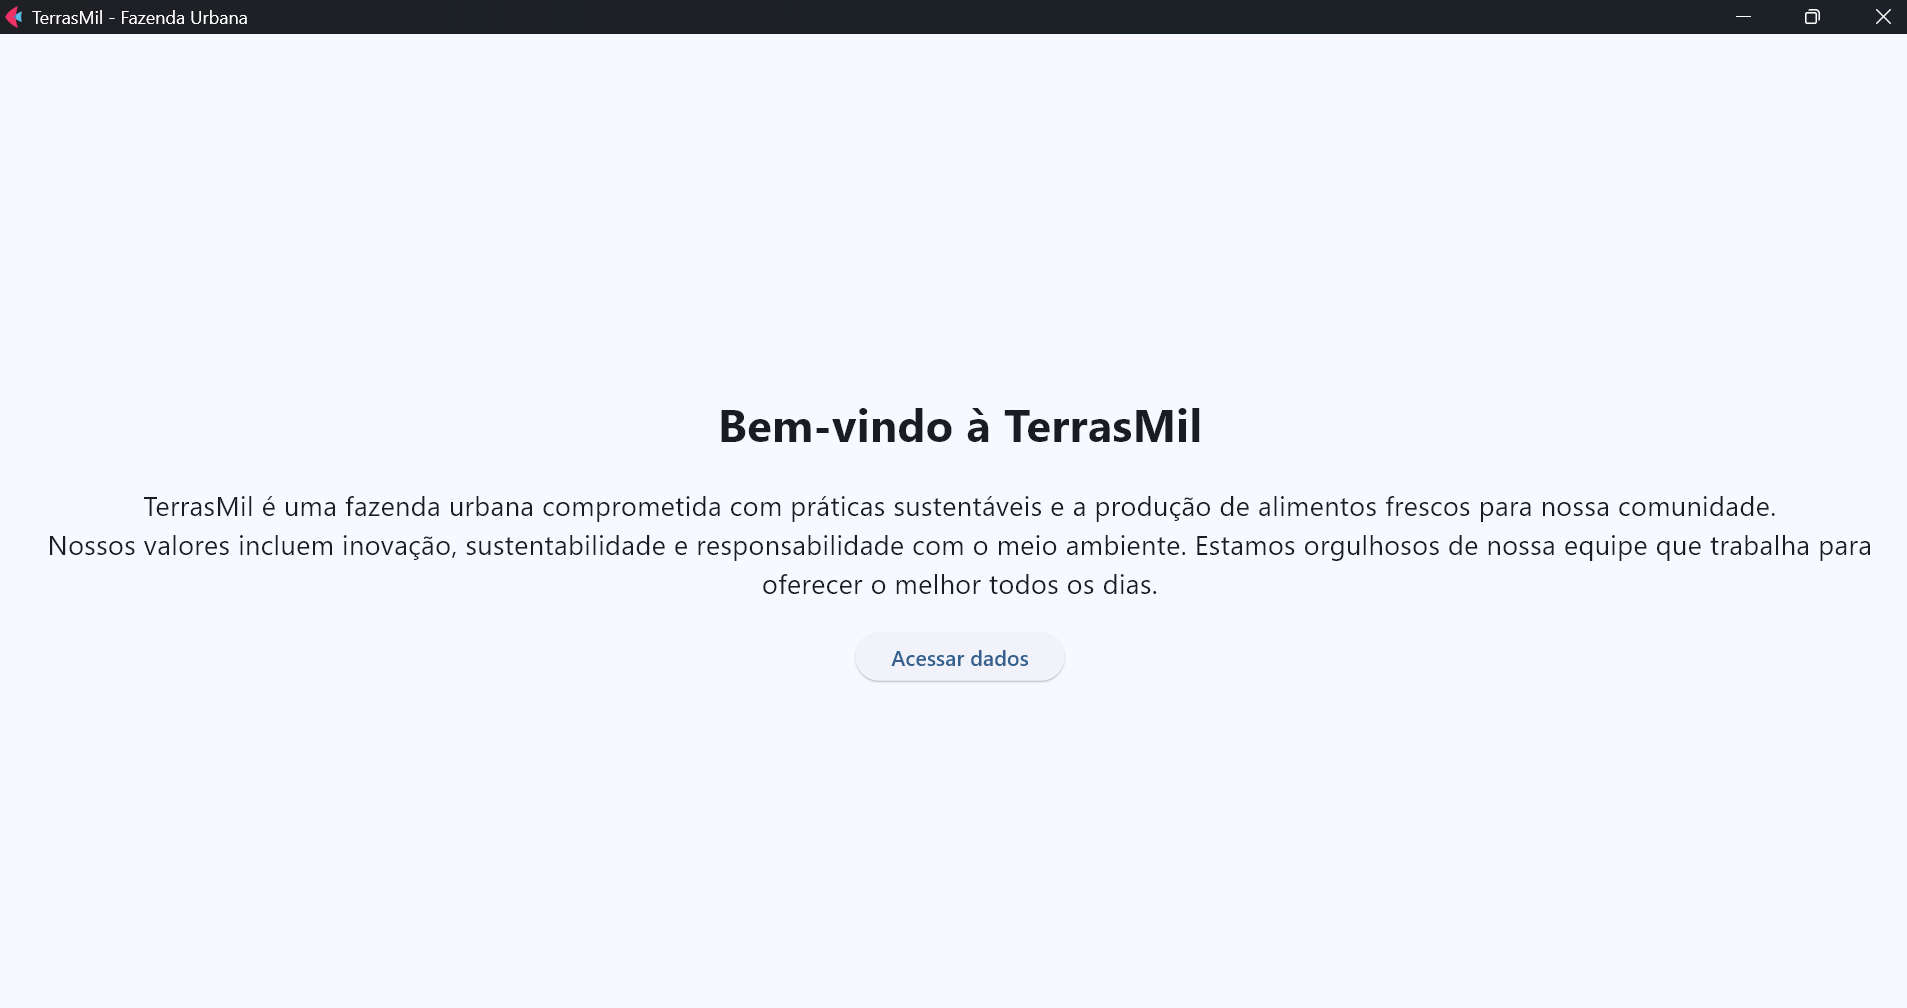 TerrasMil - Fazenda Urbana
Bem-vindo à TerrasMil
TerrasMil é uma fazenda urbana comprometida com práticas sustentáveis e a produção de alimentos frescos para nossa comunidade.
Nossos valores incluem inovação, sustentabilidade e responsabilidade com o meio ambiente. Estamos orgulhosos de nossa equipe que trabalha para
oferecer o melhor todos os dias.
Acessar dados